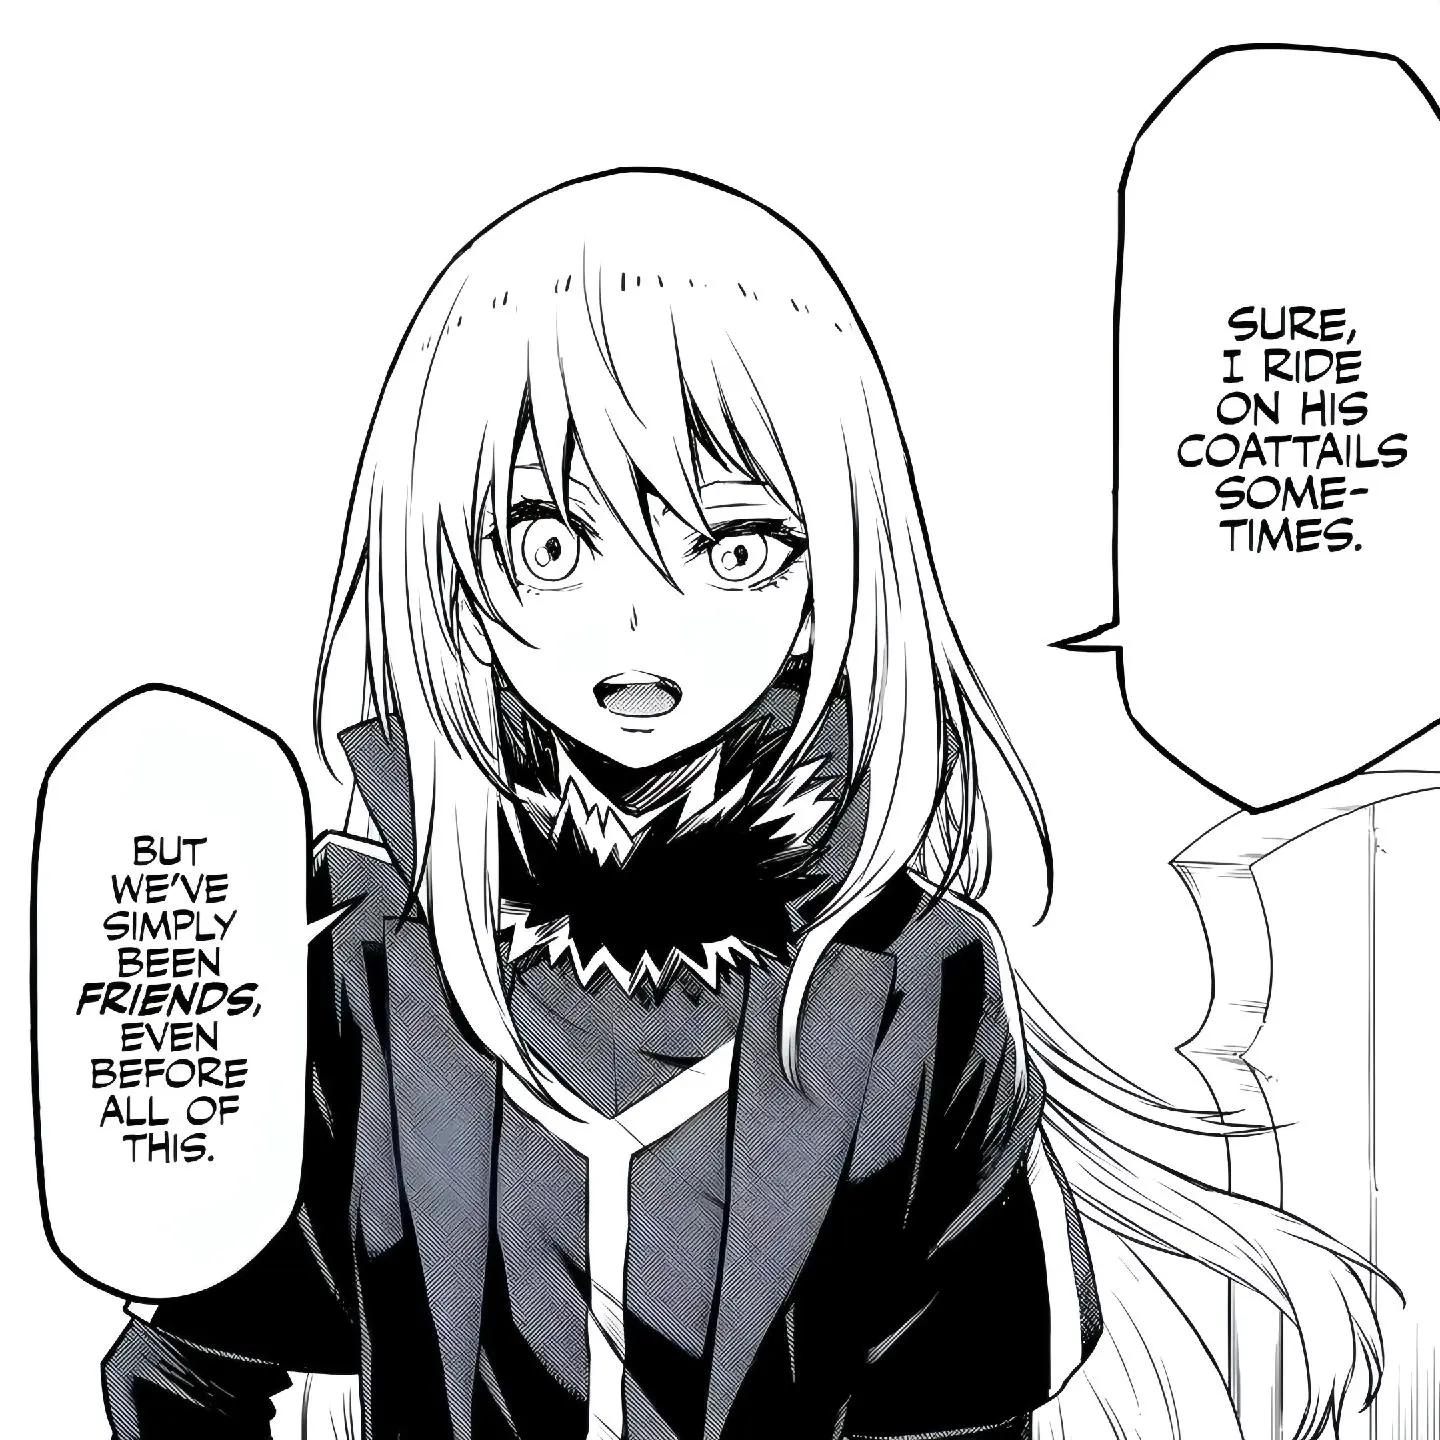 SURE,
I RIDE
ON HIS
COATTAILS
SOME-
TIMES.
BUT
WE'VE
SIMPLY
BEEN
FRIENDS,
EVEN
BEFORE
ALL OF
THIS.